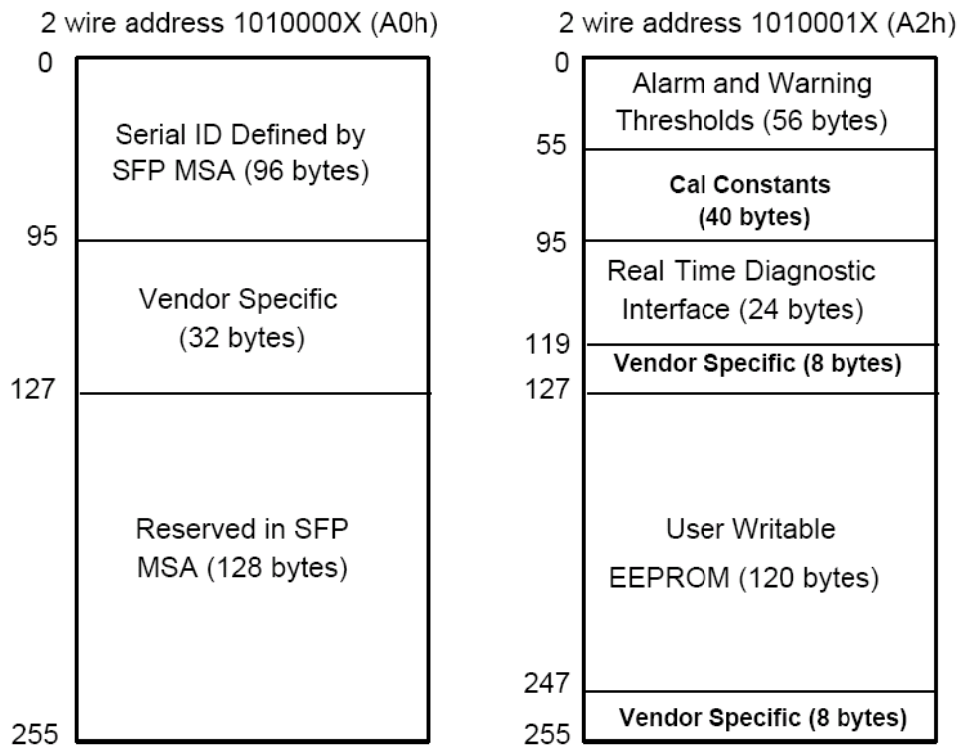 2 wire address 1010000X (A0h)
0
Serial ID Defined by
SFP MSA (96 bytes)
95
Vendor Specific
(32 bytes)
127
Reserved in SFP
MSA (128 bytes)
255
2 wire address 1010001X (A2h)
0
Alarm and Warning
Thresholds (56 bytes)
55
Cal Constants
(40 bytes)
95
Real Time Diagnostic
Interface (24 bytes)
119
Vendor Specific (8 bytes)
127
User Writable
EEPROM (120 bytes)
247
Vendor Specific (8 bytes)
255